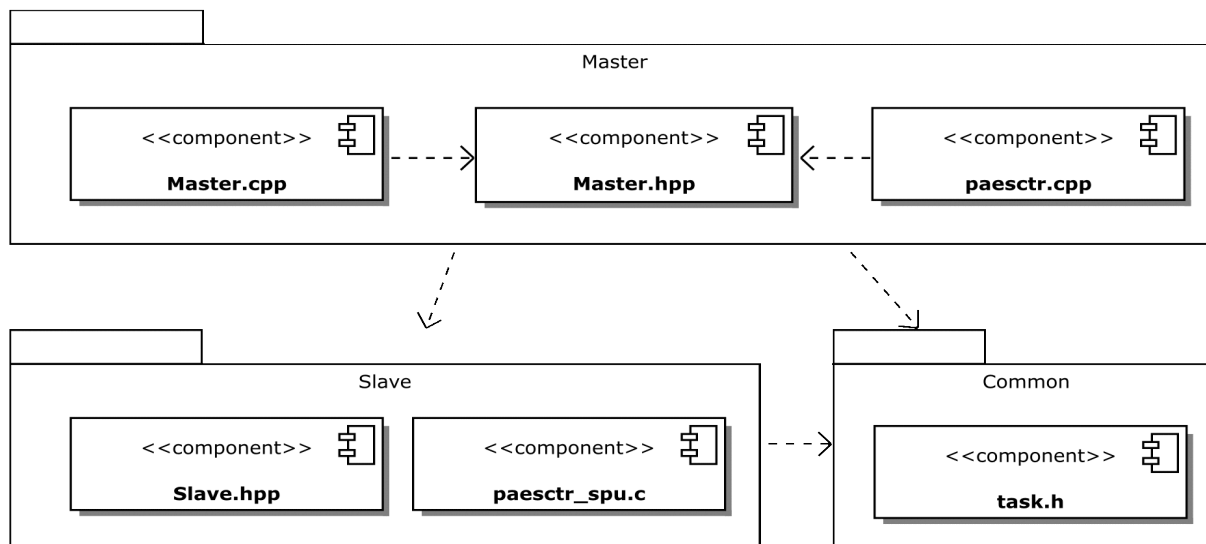 Master
<<component>>
Master.cpp
<<component>>
Master.hpp
<<component>>
paesctr.cpp
Slave
<<component>>
Slave.hpp
<<component>>
paesctr_spu.c
Common
<<component>>
task.h